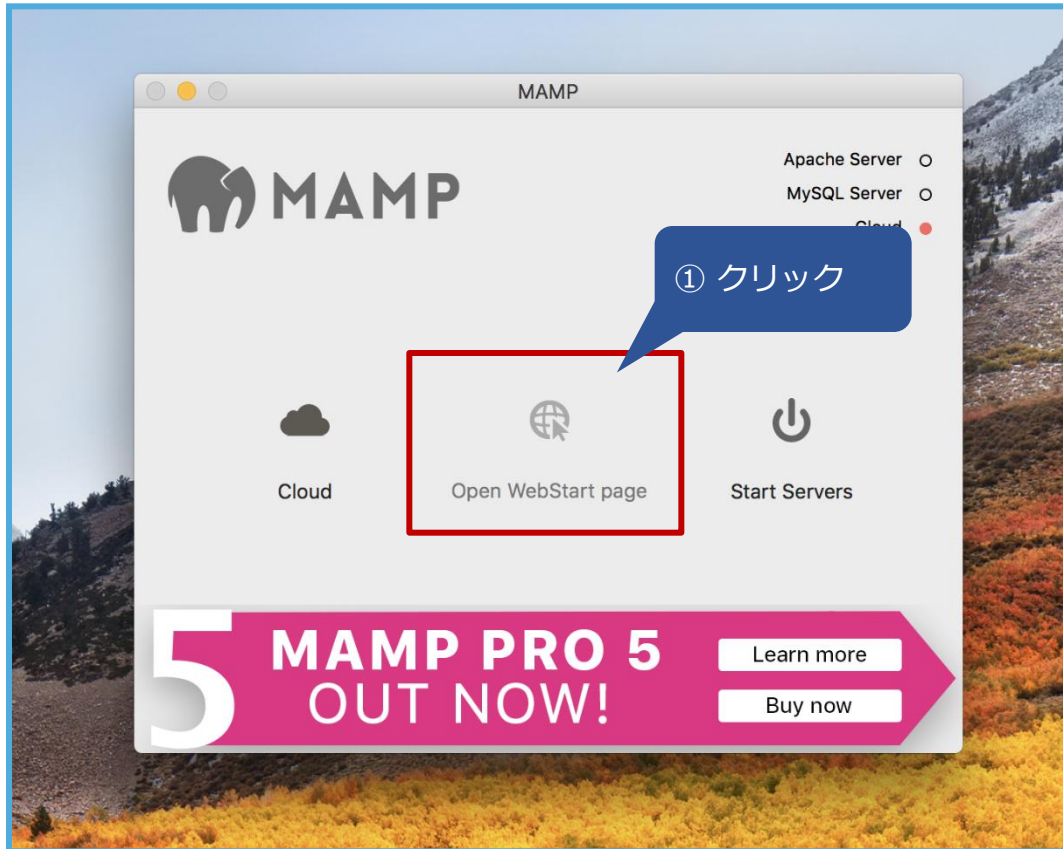 MAMP
MAMP
Apache Server
MySQL Server
Cloud
① クリック
Cloud
Open WebStart page
Start Servers
5
MAMP PRO 5
OUT NOW!
Learn more
Buy now